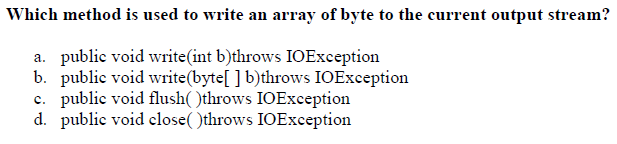 Which method is used to write an array of byte to the current output stream?
a. public void write(int b)throws IOException
b. public void write(byte[ ] b)throws IOException
c. public void flush( )throws IOException
d. public void close( )throws IOException